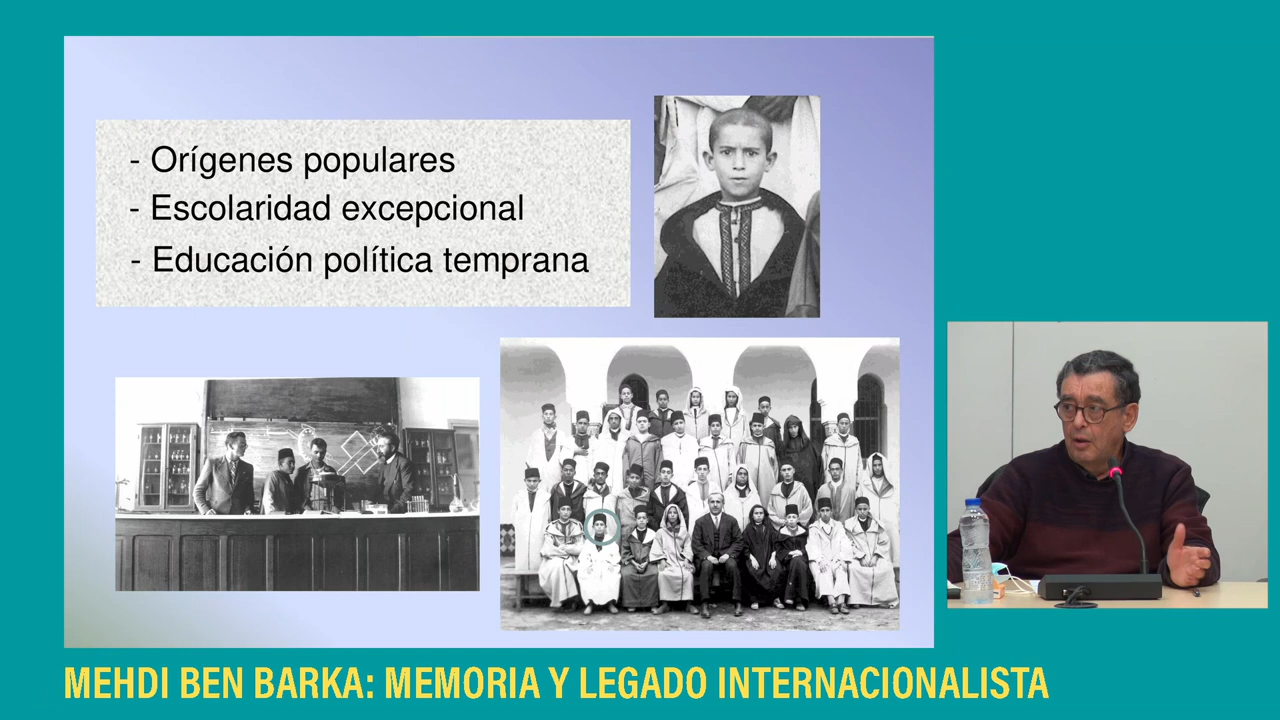 - Orígenes populares
- Escolaridad excepcional
- Educación política temprana
MEHDI BEN BARKA: MEMORIA Y LEGADO INTERNACIONALISTA